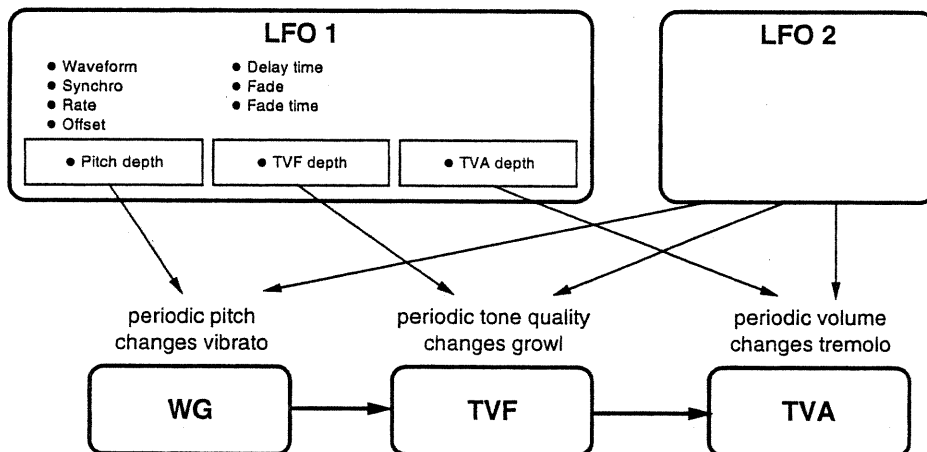 LFO 1
● Waveform
● Synchro
● Rate
● Offset
● Delay time
● Fade
● Fade time
● Pitch depth
● TVF depth
● TVA depth
LFO 2
periodic pitch
changes vibrato
periodic tone quality
changes growl
periodic volume
changes tremolo
WG
TVF
TVA